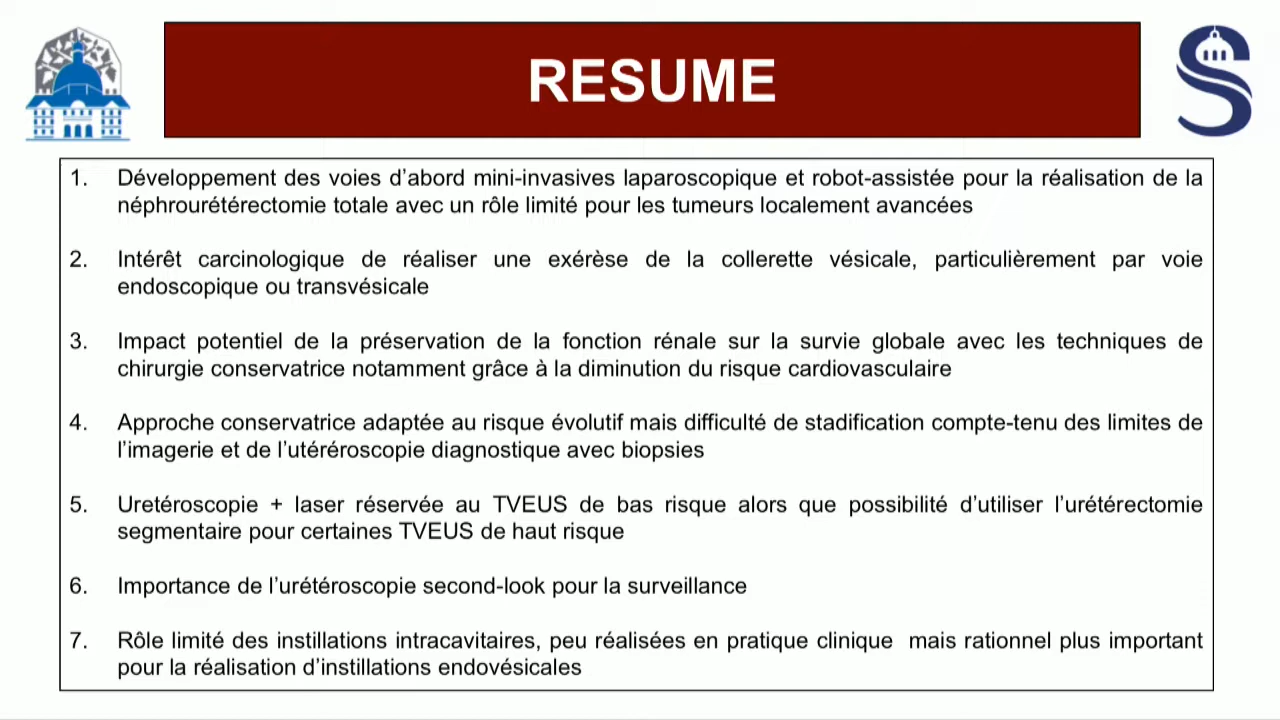 RESUME
1. Développement des voies d’abord mini-invasives laparoscopique et robot-assistée pour la réalisation de la
néphrourétérectomie totale avec un rôle limité pour les tumeurs localement avancées
2. Intérêt carcinologique de réaliser une exérèse de la collerette vésicale, particulièrement par voie
endoscopique ou transvésicale
3. Impact potentiel de la préservation de la fonction rénale sur la survie globale avec les techniques de
chirurgie conservatrice notamment grâce à la diminution du risque cardiovasculaire
4. Approche conservatrice adaptée au risque évolutif mais difficulté de stadification compte-tenu des limites de
l’imagerie et de l’utéréroscopie diagnostique avec biopsies
5. Uretéroscopie + laser réservée au TVEUS de bas risque alors que possibilité d’utiliser l’urétérectomie
segmentaire pour certaines TVEUS de haut risque
6. Importance de l’urétéroscopie second-look pour la surveillance
7. Rôle limité des instillations intracavitaires, peu réalisées en pratique clinique  mais rationnel plus important
pour la réalisation d’instillations endovésicales